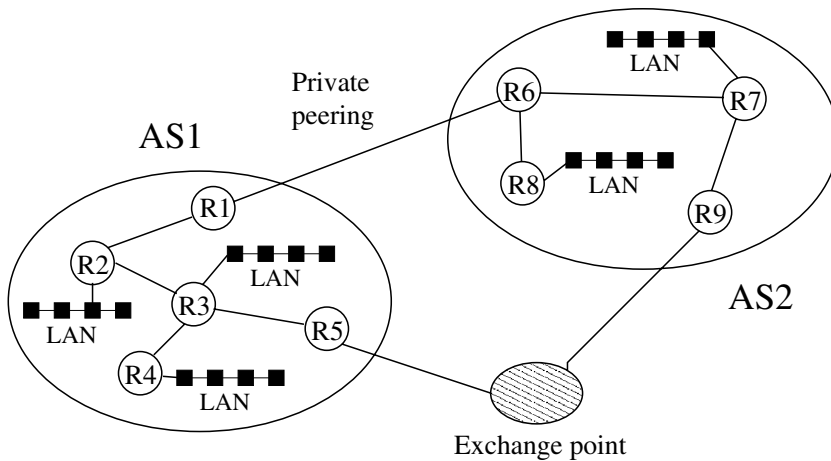 LAN
Private
peering
R6
R7
AS1
LAN
R8
R1
R9
R2
LAN
AS2
R3
LAN
R5
R4
LAN
Exchange point